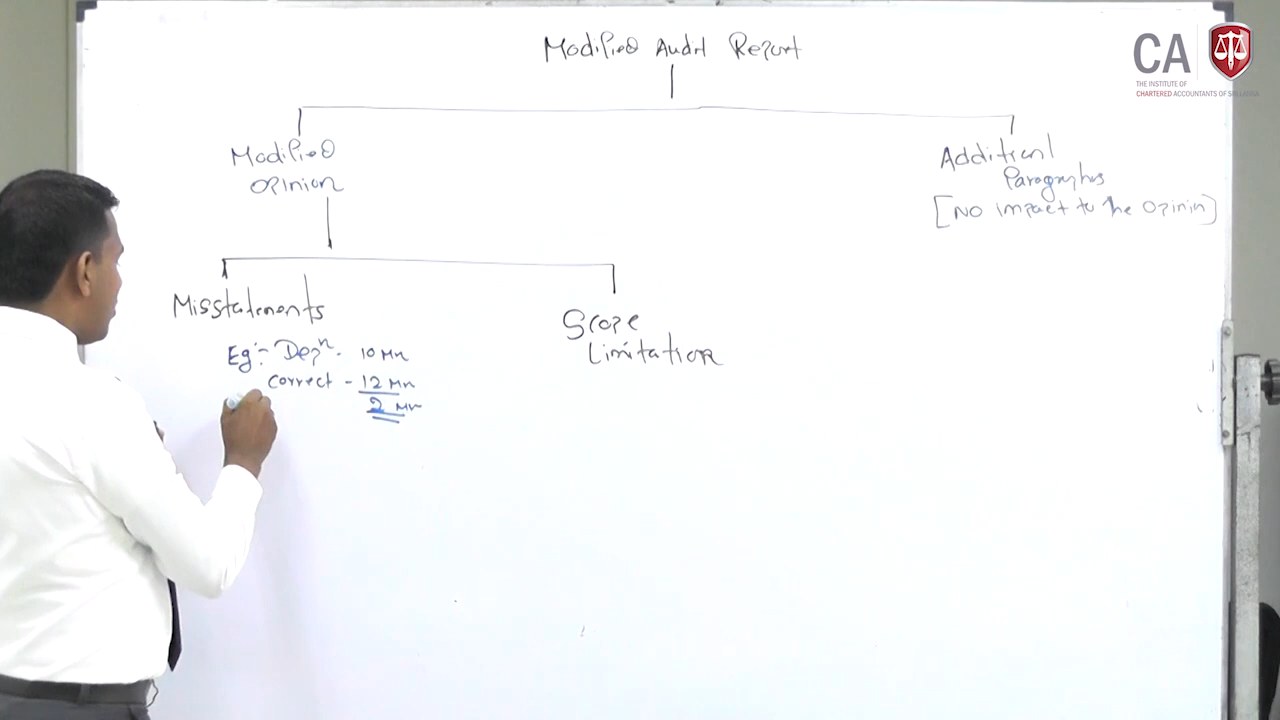 Modified Audit Report
CA
THE INSTITUTE OF
CHARTERED ACCOUNTANTS OF SRI LANKA
Modified
Opinion
Additional
Paragraphs
[No impact to the Opinion]
Misstatements
Scope
Limitation
Eg:- Depⁿ. 10 Mn
correct - 12 Mn
2 Mn